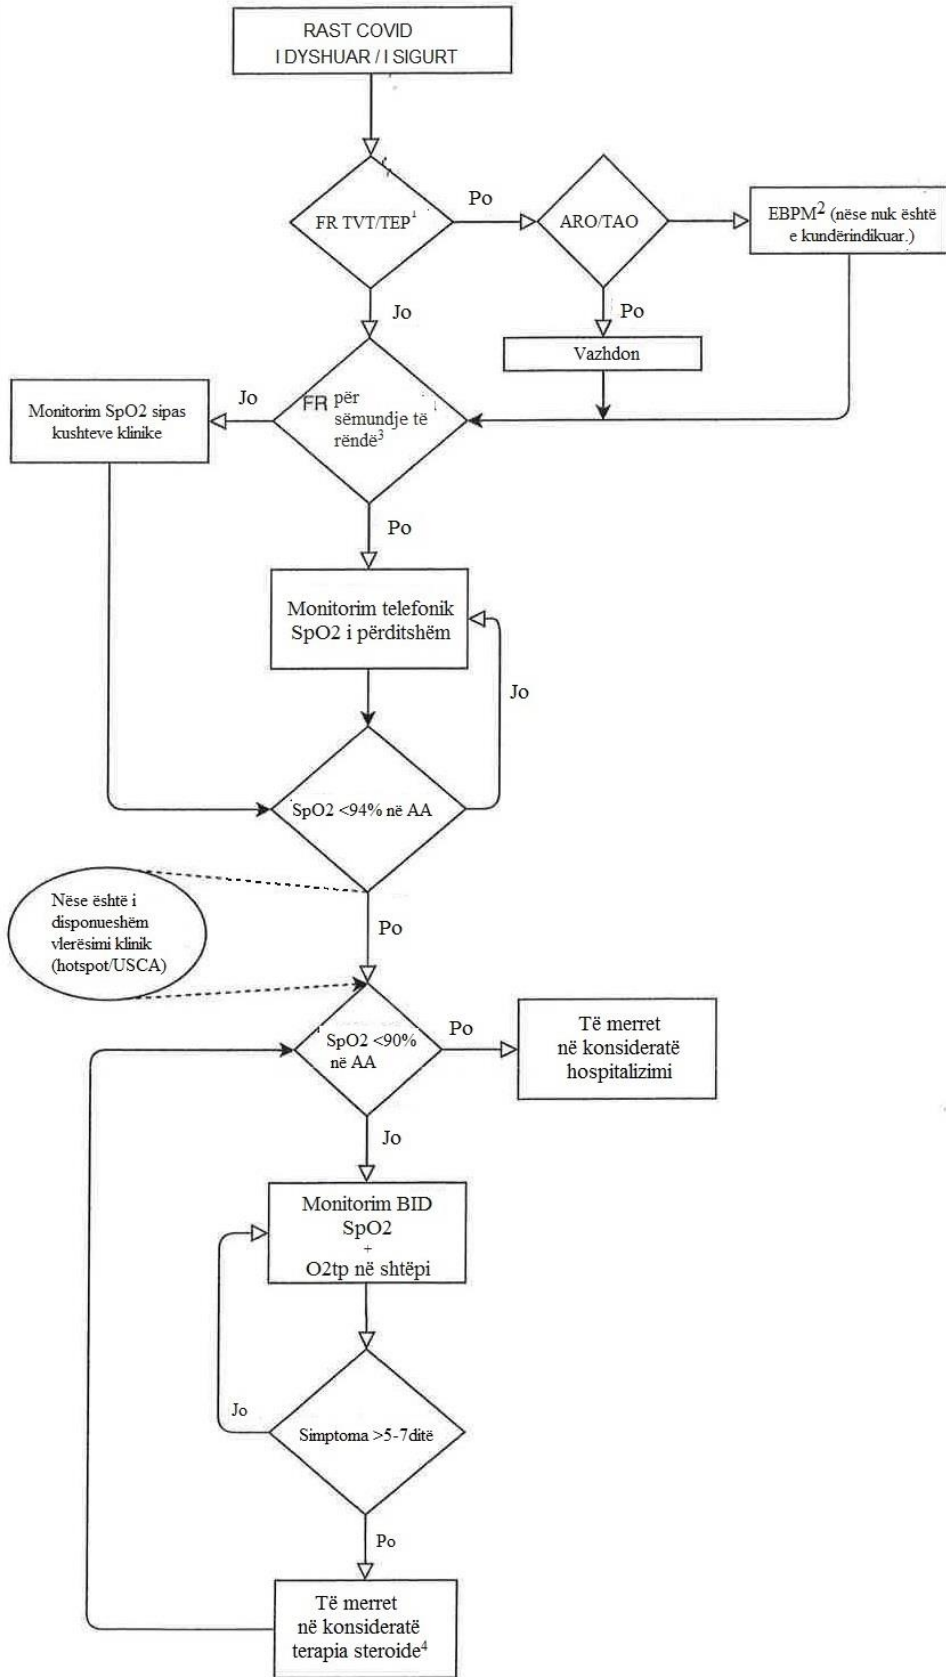 RAST COVID
I DYSHUAR / I SIGURT
FR TVT/TEP¹
Po
ARO/TAO
EBPM² (nëse nuk është
e kundërindikuar.)
Jo
Po
Vazhdon
FR për
sëmundje të
rëndë³
Jo
Monitorim SpO2 sipas
kushteve klinike
Po
Monitorim telefonik
SpO2 i përditshëm
Jo
SpO2 <94% në AA
Nëse është i
disponueshëm
vlerësimi klinik
(hotspot/USCA)
Po
SpO2 <90%
në AA
Po
Të merret
në konsideratë
hospitalizimi
Jo
Monitorim BID
SpO2
+
O2tp në shtëpi
Jo
Simptoma >5-7ditë
Po
Të merret
në konsideratë
terapia steroide⁴